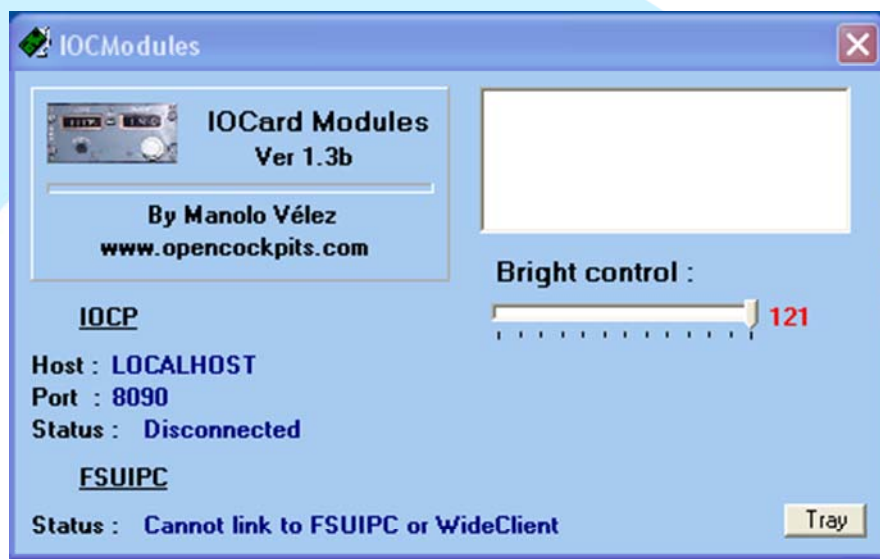 IOCModules
IOCard Modules
Ver 1.3b
By Manolo Vélez
www.opencockpits.com
Bright control :
121
IOCP
Host : LOCALHOST
Port : 8090
Status : Disconnected
FSUIPC
Status : Cannot link to FSUIPC or WideClient
Tray